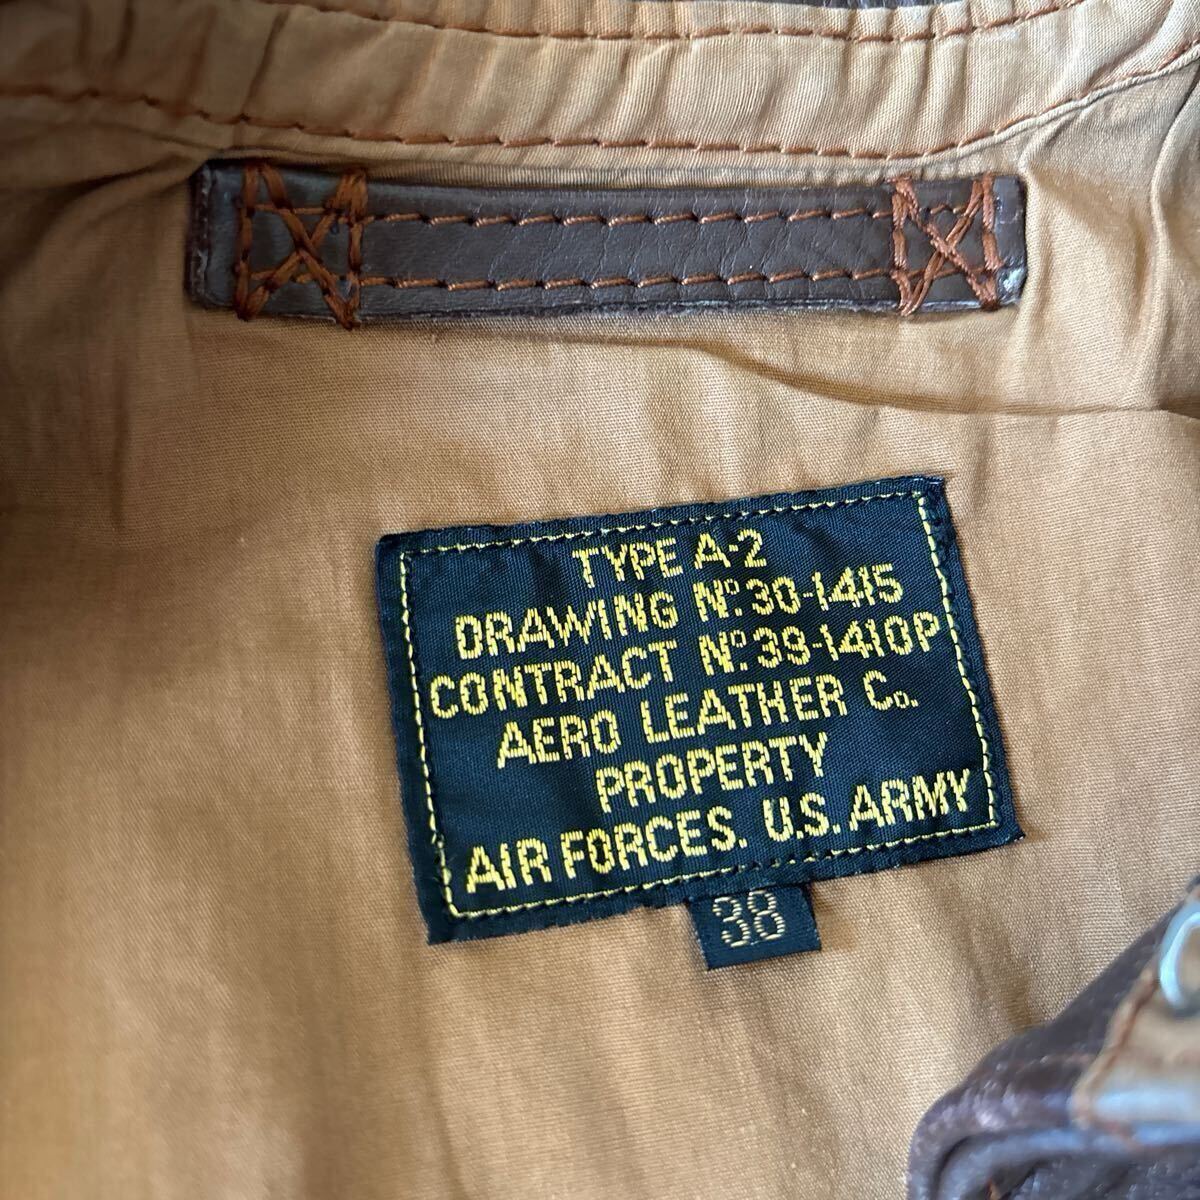 TYPE A-2
DRAWING Nº.30-1415
CONTRACT Nº.39-1410P
AERO LEATHER Co.
PROPERTY
AIR FORCES. U.S. ARMY
38